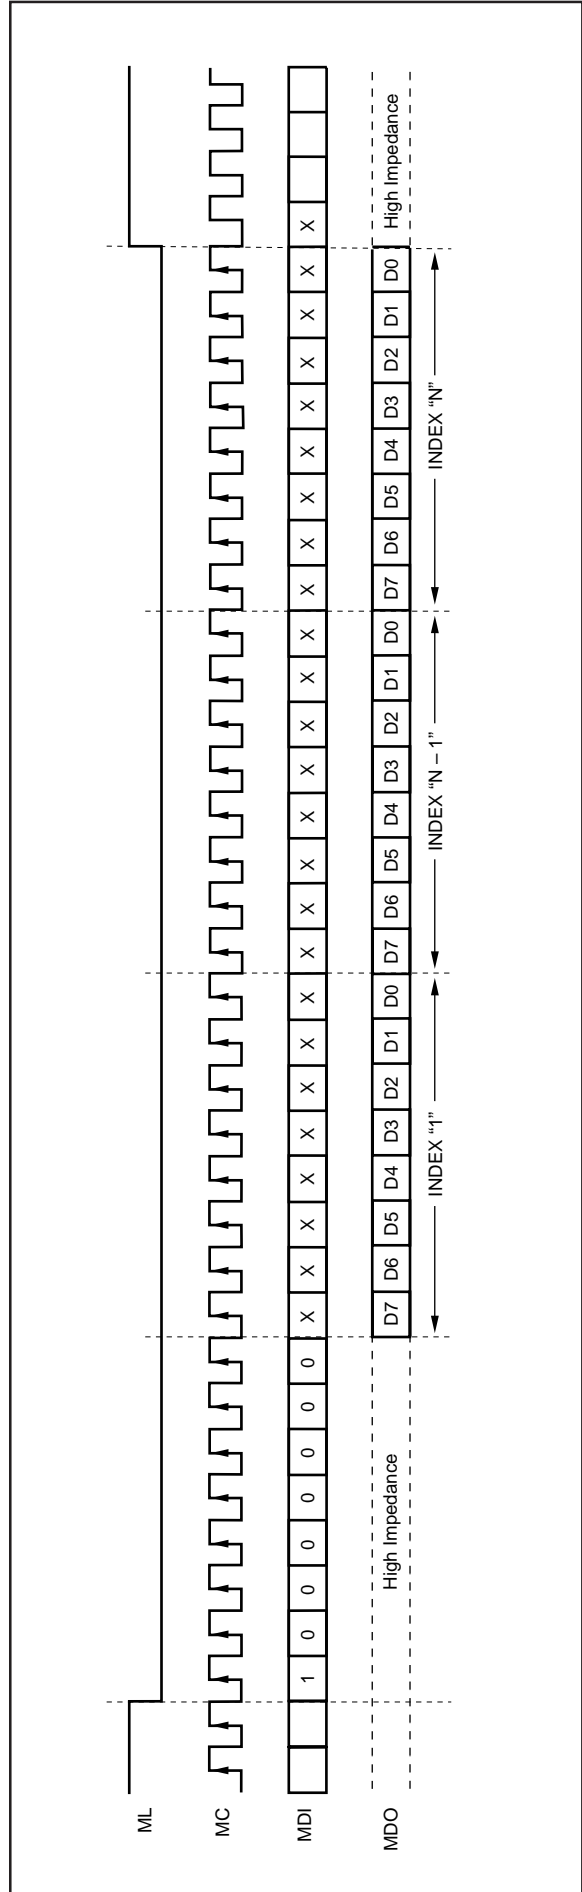 ML
MC
MDI 1 0 0 0 0 0 0 0 X X X X X X X X X X X X X X X X X X X X X X X X X
MDO High Impedance D7 D6 D5 D4 D3 D2 D1 D0 D7 D6 D5 D4 D3 D2 D1 D0 D7 D6 D5 D4 D3 D2 D1 D0 High Impedance
INDEX “1” INDEX “N – 1” INDEX “N”